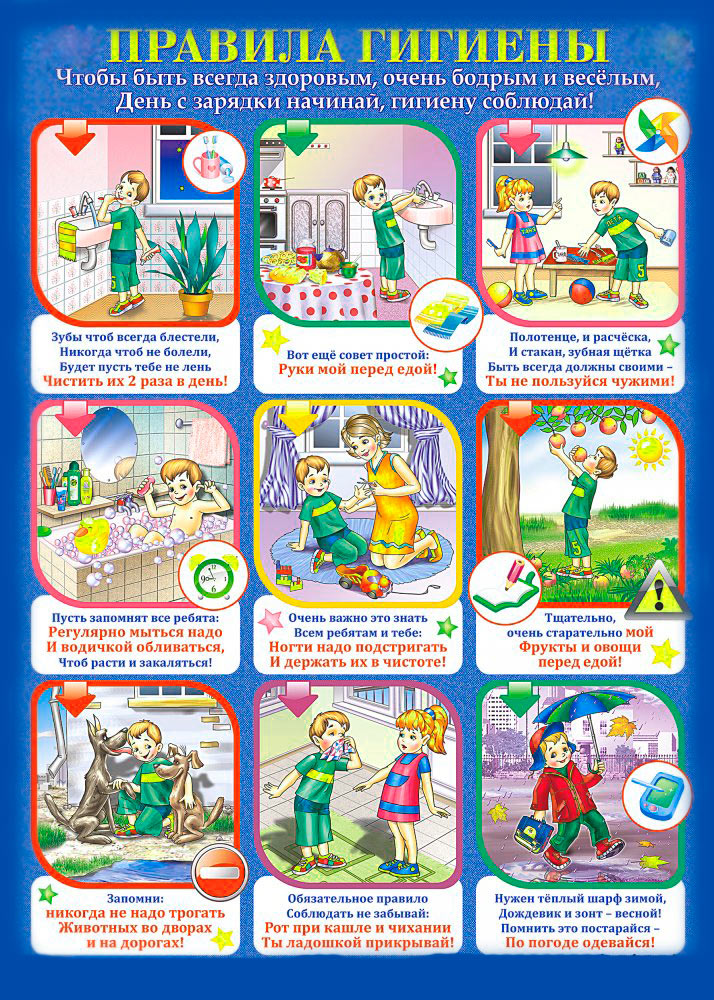 ПРАВИЛА ГИГИЕНЫ
Чтобы быть всегда здоровым, очень бодрым и весёлым,
День с зарядки начинай, гигиену соблюдай!
Зубы чтоб всегда блестели,
Никогда чтоб не болели,
Будет пусть тебе не лень
Чистить их 2 раза в день!
Вот ещё совет простой:
Руки мой перед едой!
ТАНЯ
ПЕТЯ
Полотенце, и расчёска,
И стакан, зубная щётка
Быть всегда должны своими –
Ты не пользуйся чужими!
Пусть запомнят все ребята:
Регулярно мыться надо
И водичкой обливаться,
Чтоб расти и закаляться!
Очень важно это знать
Всем ребятам и тебе:
Ногти надо подстригать
И держать их в чистоте!
Тщательно,
очень старательно мой
Фрукты и овощи
перед едой!
Запомни:
никогда не надо трогать
Животных во дворах
и на дорогах!
Обязательное правило
Соблюдать не забывай:
Рот при кашле и чихании
Ты ладошкой прикрывай!
Нужен тёплый шарф зимой,
Дождевик и зонт – весной!
Помнить это постарайся –
По погоде одевайся!